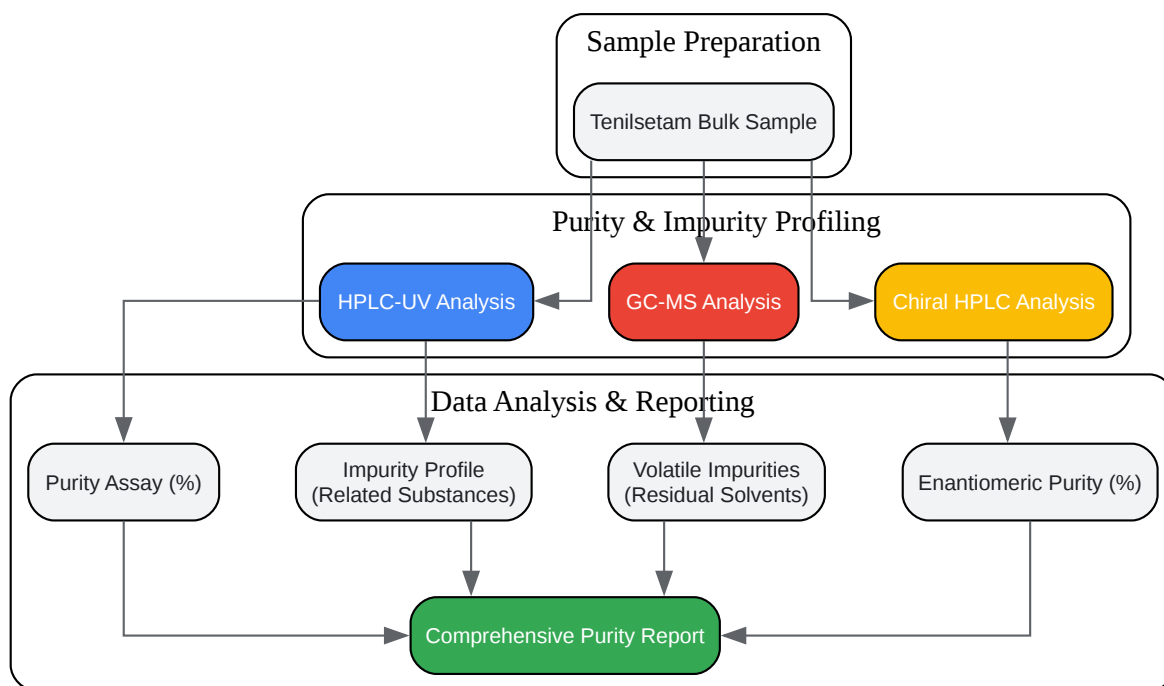 Sample Preparation
Tenilsetam Bulk Sample
Purity & Impurity Profiling
HPLC-UV Analysis
GC-MS Analysis
Chiral HPLC Analysis
Data Analysis & Reporting
Purity Assay (%)
Impurity Profile
(Related Substances)
Volatile Impurities
(Residual Solvents)
Enantiomeric Purity (%)
Comprehensive Purity Report